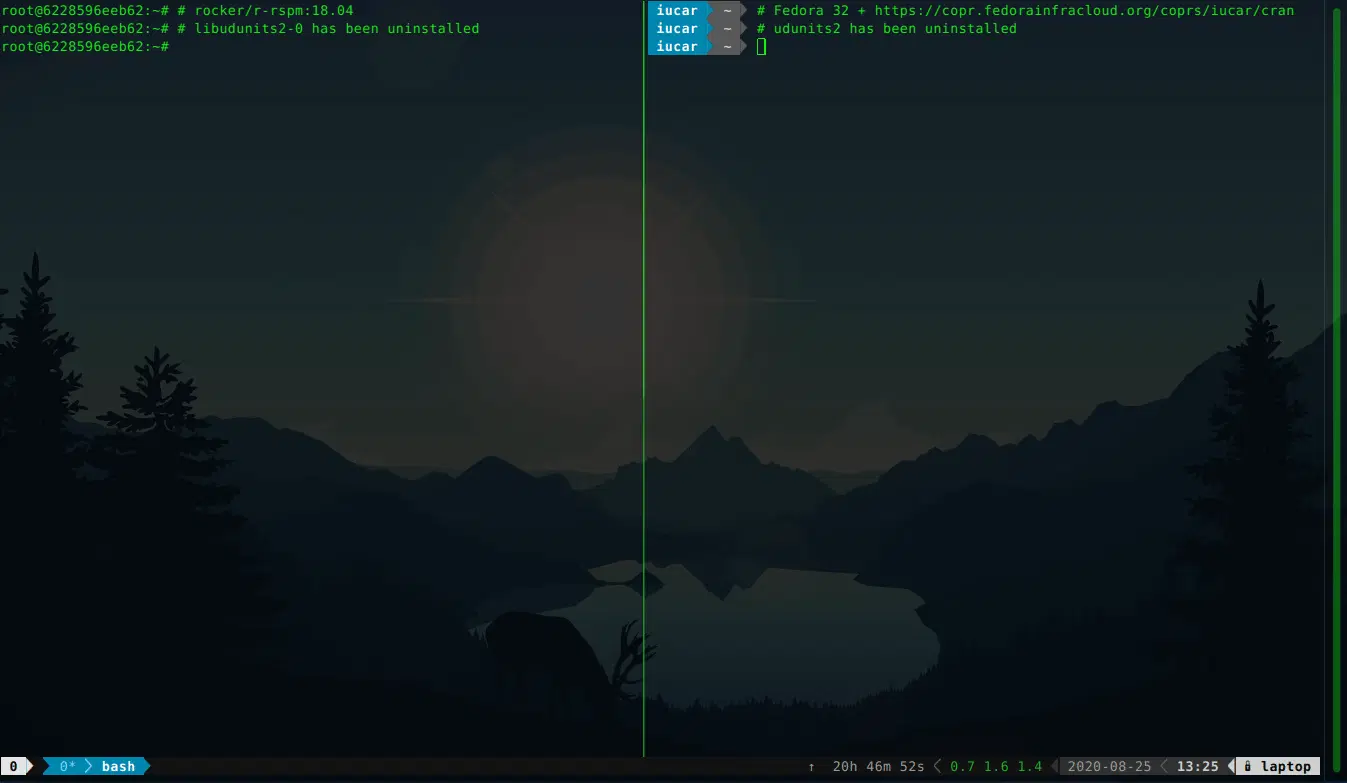 root@6228596eeb62:~# # rocker/r-rspm:18.04
root@6228596eeb62:~# # libudunits2-0 has been uninstalled
root@6228596eeb62:~#
iucar ~ # Fedora 32 + https://copr.fedorainfracloud.org/coprs/iucar/cran
iucar ~ # udunits2 has been uninstalled
iucar ~
0 0* bash ↑ 20h 46m 52s 0.7 1.6 1.4 2020-08-25 13:25 laptop